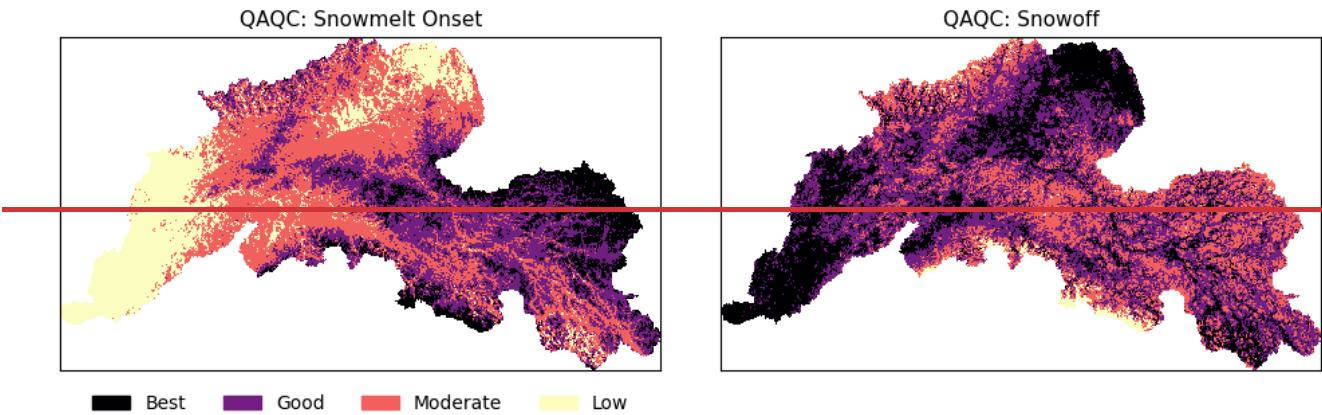 QAQC: Snowmelt Onset
QAQC: Snowoff
Best Good Moderate Low